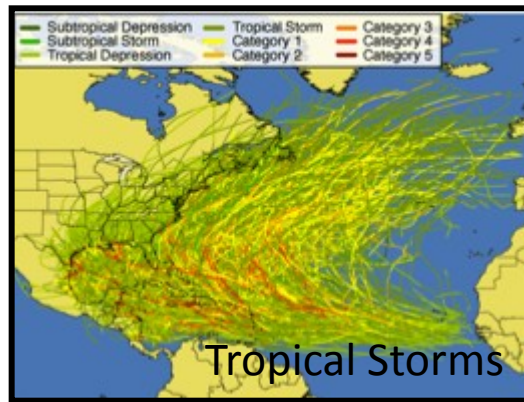 Subtropical Depression
Subtropical Storm
Tropical Depression
Tropical Storm
Category 1
Category 2
Category 3
Category 4
Category 5
Tropical Storms